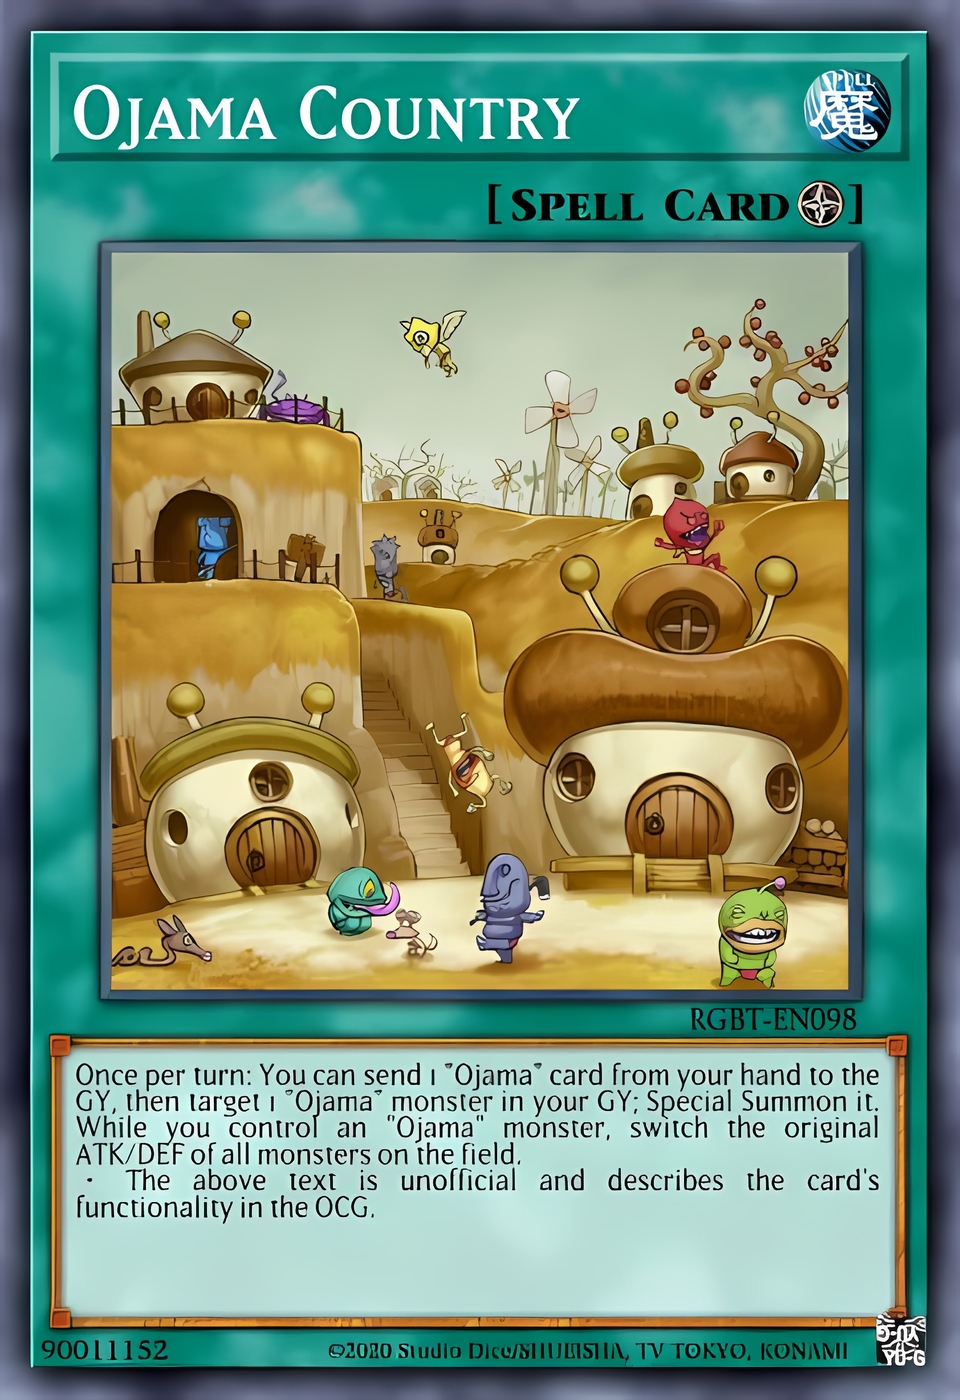 OJAMA COUNTRY
魔
[SPELL CARD]
RGBT-EN098
Once per turn: You can send 1 "Ojama" card from your hand to the
GY, then target 1 "Ojama" monster in your GY; Special Summon it.
While you control an "Ojama" monster, switch the original
ATK/DEF of all monsters on the field.
· The above text is unofficial and describes the card's
functionality in the OCG.
90011152
©2020 Studio Dice/SHUEISHA, TV TOKYO, KONAMI